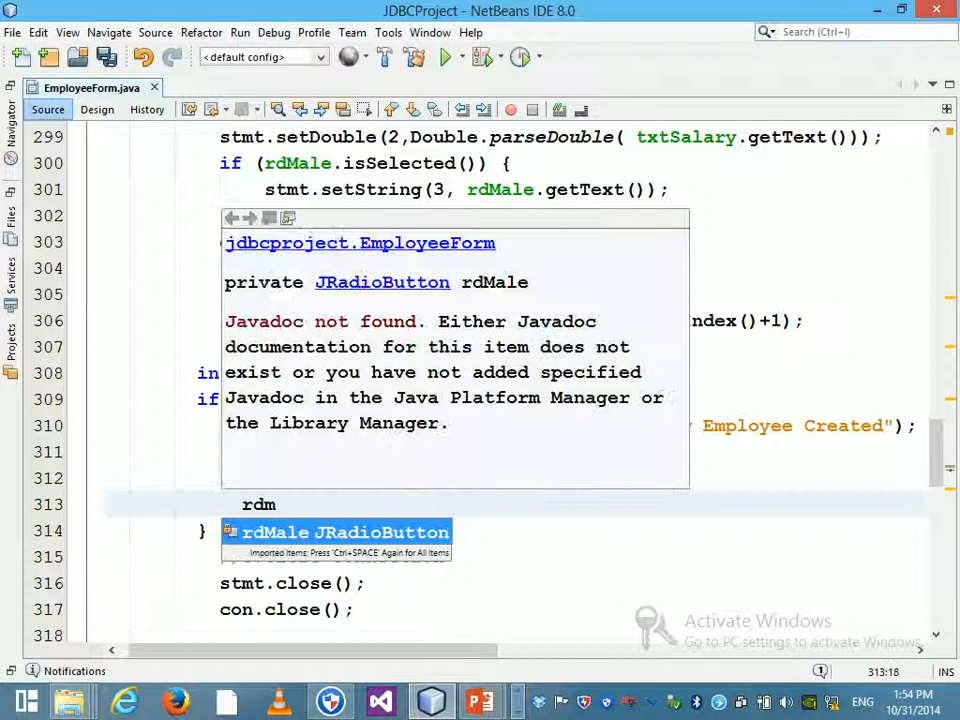 JDBCProject - NetBeans IDE 8.0
File Edit View Navigate Source Refactor Run Debug Profile Team Tools Window Help
Search (Ctrl+I)
<default config>
EmployeeForm.java
Source Design History
Navigator
Files
Services
Projects
299 stmt.setDouble(2,Double.parseDouble( txtSalary.getText()));
300 if (rdMale.isSelected()) {
301 stmt.setString(3, rdMale.getText());
302
303
304
305
306 ndex()+1);
307
308 in
309 if
310 Employee Created");
311
312
313 rdm
314 }
315
316 stmt.close();
317 con.close();
318
jdbcproject.EmployeeForm
private JRadioButton rdMale
Javadoc not found. Either Javadoc
documentation for this item does not
exist or you have not added specified
Javadoc in the Java Platform Manager or
the Library Manager.
rdMale JRadioButton
Imported Items; Press 'Ctrl+SPACE' Again for All Items
Activate Windows
Go to PC settings to activate Windows.
Notifications
1
313:18 INS
ENG
1:54 PM
10/31/2014